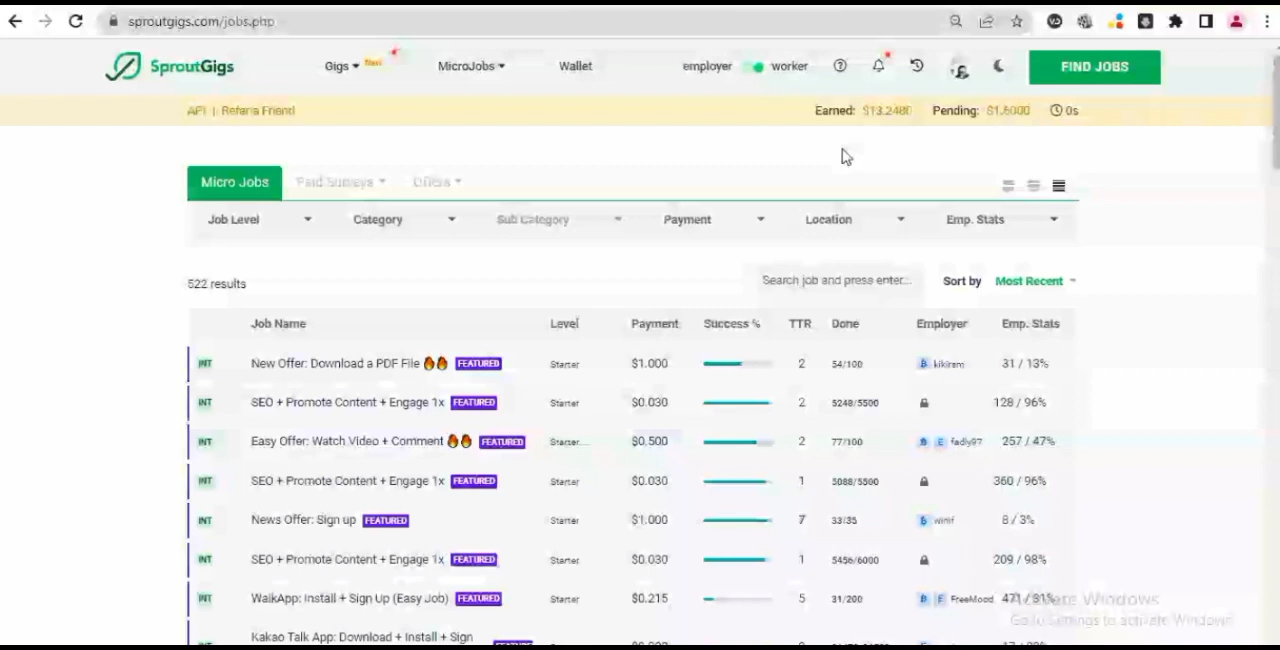 sproutgigs.com/jobs.php
SproutGigs
Gigs
New
MicroJobs
Wallet
employer
worker
FIND JOBS
API | Refer a Friend
Earned: $13.2480
Pending: $1.6000
0s
Micro Jobs
Paid Surveys
Offers
Job Level
Category
Sub Category
Payment
Location
Emp. Stats
522 results
Search job and press enter...
Sort by Most Recent
Job Name Level Payment Success % TTR Done Employer Emp. Stats
INT New Offer: Download a PDF File 🔥🔥 FEATURED Starter $1.000 2 54/100 B 31 / 13%
INT SEO + Promote Content + Engage 1x FEATURED Starter $0.030 2 5248/5500 128 / 96%
INT Easy Offer: Watch Video + Comment 🔥🔥 FEATURED Starter... $0.500 2 77/100 B E fadly97 257 / 47%
INT SEO + Promote Content + Engage 1x FEATURED Starter $0.030 1 5088/5500 360 / 96%
INT News Offer: Sign up FEATURED Starter $1.000 7 33/35 B 8 / 3%
INT SEO + Promote Content + Engage 1x FEATURED Starter $0.030 1 5456/6000 209 / 98%
INT WalkApp: Install + Sign Up (Easy Job) FEATURED Starter $0.215 5 31/200 B E FreeMood 471 / 91%
Kakao Talk App: Download + Install + Sign
Activate Windows
Go to Settings to activate Windows.